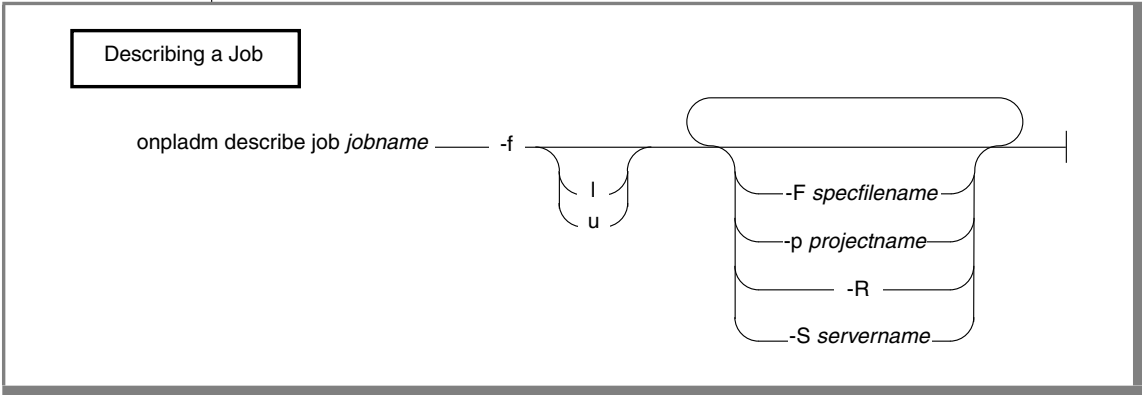 Describing a Job
onpladm describe job jobname -f
l
u
-F specfilename
-p projectname
-R
-S servername